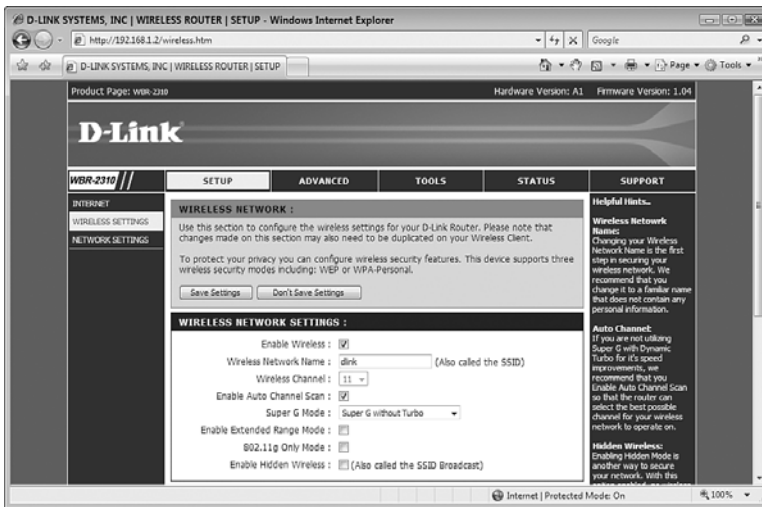 D-LINK SYSTEMS, INC | WIRELESS ROUTER | SETUP - Windows Internet Explorer
http://192.168.1.2/wireless.htm
Google
D-LINK SYSTEMS, INC | WIRELESS ROUTER | SETUP
Page
Tools
Product Page: WBR-2310
Hardware Version: A1
Firmware Version: 1.04
D-Link
WBR-2310
SETUP
ADVANCED
TOOLS
STATUS
SUPPORT
INTERNET
WIRELESS SETTINGS
NETWORK SETTINGS
WIRELESS NETWORK :
Use this section to configure the wireless settings for your D-Link Router. Please note that
changes made on this section may also need to be duplicated on your Wireless Client.
To protect your privacy you can configure wireless security features. This device supports three
wireless security modes including: WEP or WPA-Personal.
Save Settings
Don't Save Settings
WIRELESS NETWORK SETTINGS :
Enable Wireless :
Wireless Network Name : dlink (Also called the SSID)
Wireless Channel : 11
Enable Auto Channel Scan :
Super G Mode : Super G without Turbo
Enable Extended Range Mode :
802.11g Only Mode :
Enable Hidden Wireless : (Also called the SSID Broadcast)
Helpful Hints..
Wireless Netowrk
Name:
Changing your Wireless
Network Name is the first
step in securing your
wireless network. We
recommend that you
change it to a familiar name
that does not contain any
personal information.
Auto Channel:
If you are not utilizing
Super G with Dynamic
Turbo for it's speed
improvements, we
recommend that you
Enable Auto Channel Scan
so that the router can
select the best possible
channel for your wireless
network to operate on.
Hidden Wireless:
Enabling Hidden Mode is
another way to secure
your network. With this
Internet | Protected Mode: On
100%